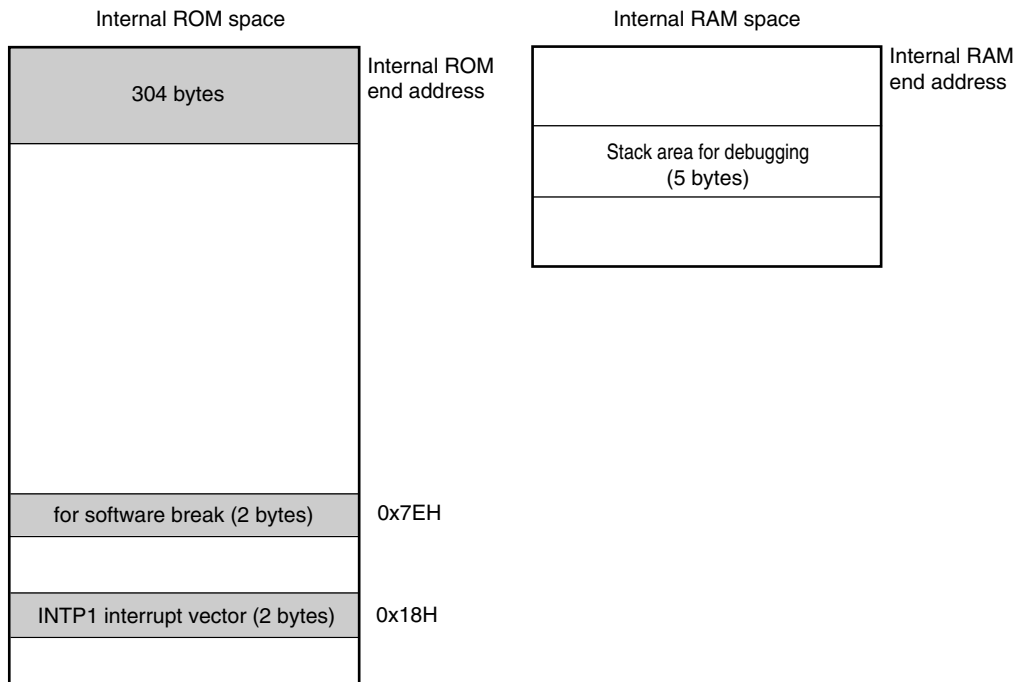 Internal ROM space
304 bytes
Internal ROM
end address
for software break (2 bytes)
0x7EH
INTP1 interrupt vector (2 bytes)
0x18H
Internal RAM space
Internal RAM
end address
Stack area for debugging
(5 bytes)